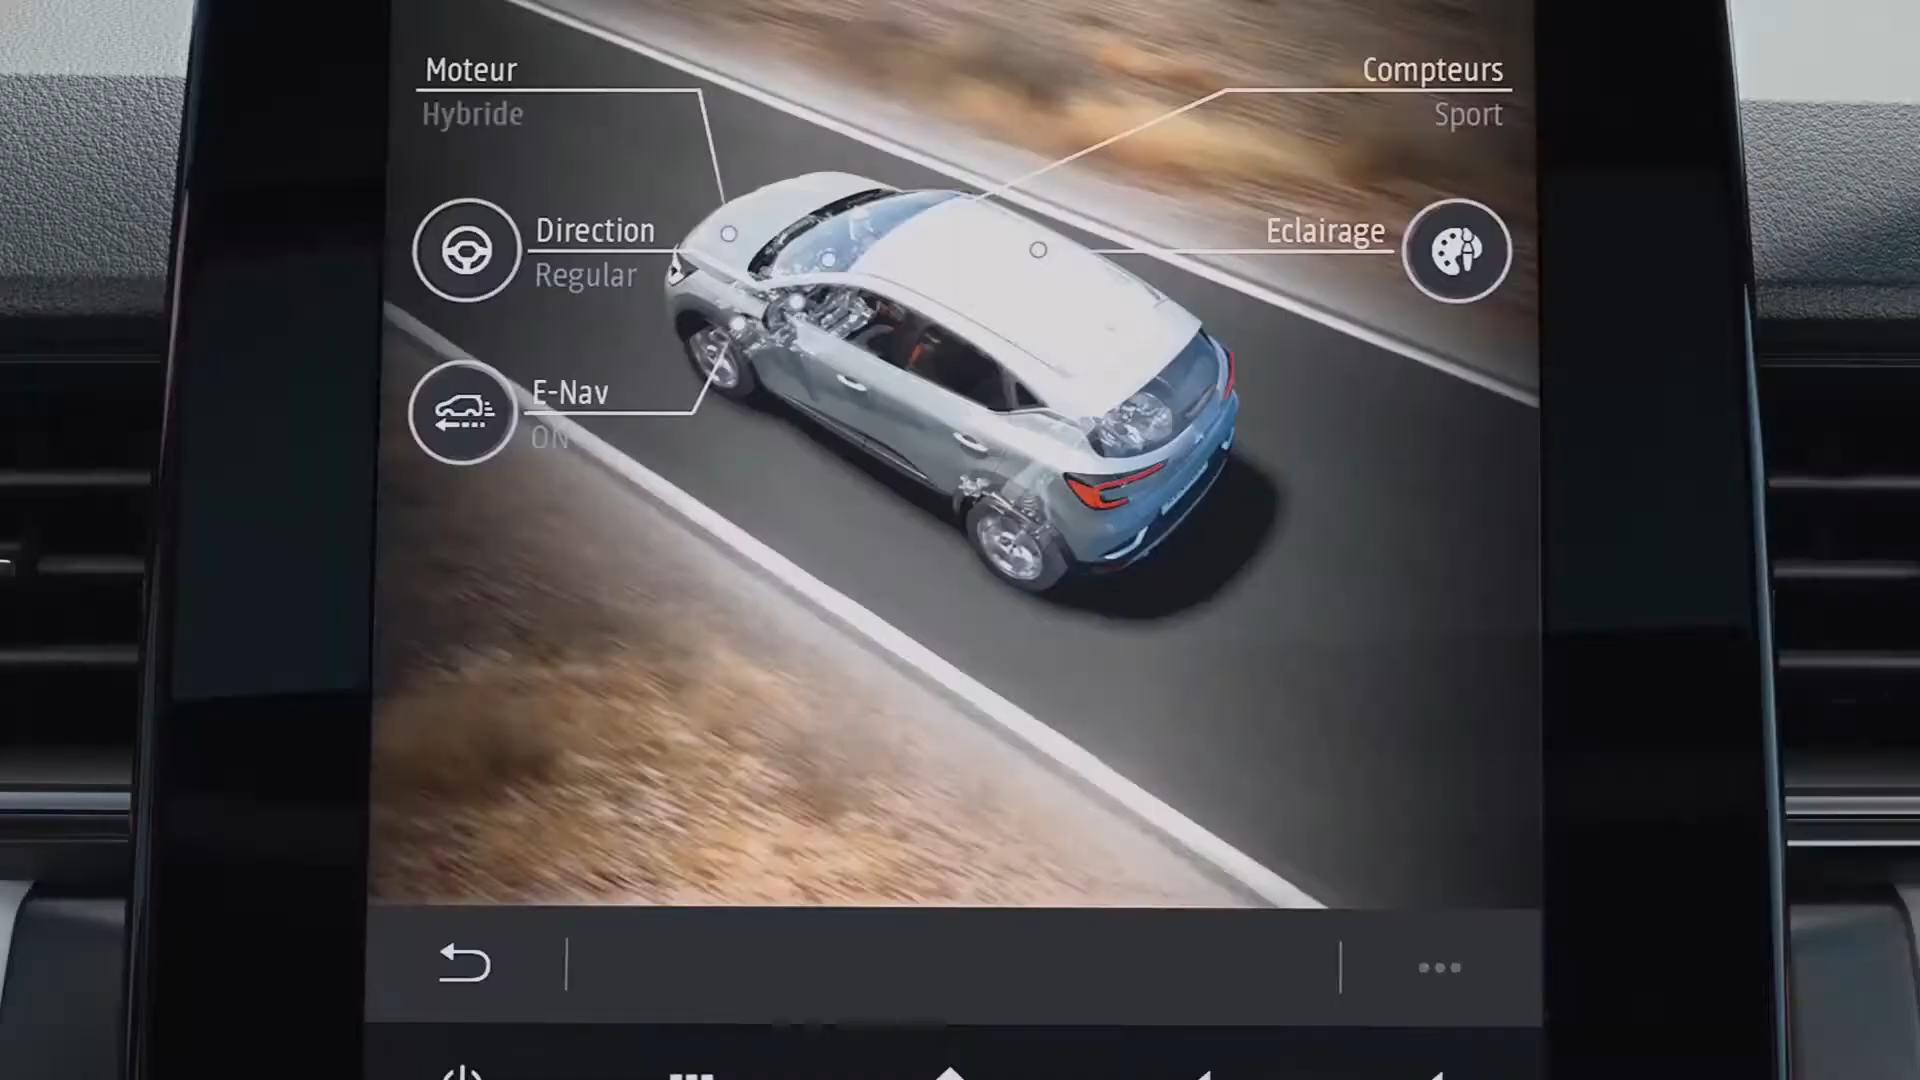 Moteur
Hybride
Compteurs
Sport
Direction
Regular
Eclairage
E-Nav
ON